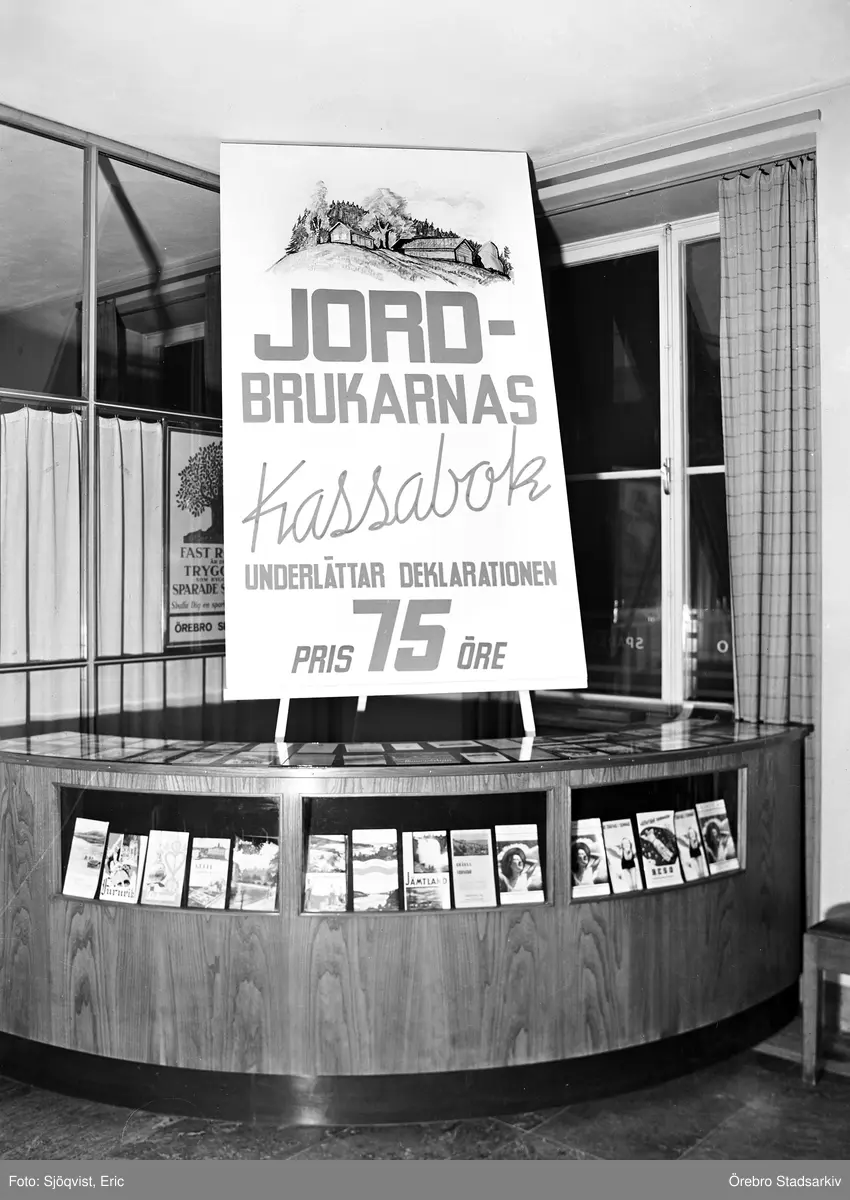 JORD-
BRUKARNAS
Kassabok
UNDERLÄTTAR DEKLARATIONEN
PRIS 75 ÖRE
FAST
TRYGG
SPARADE
ÖREBRO
JÄMTLAND
Foto: Sjöqvist, Eric
Örebro Stadsarkiv